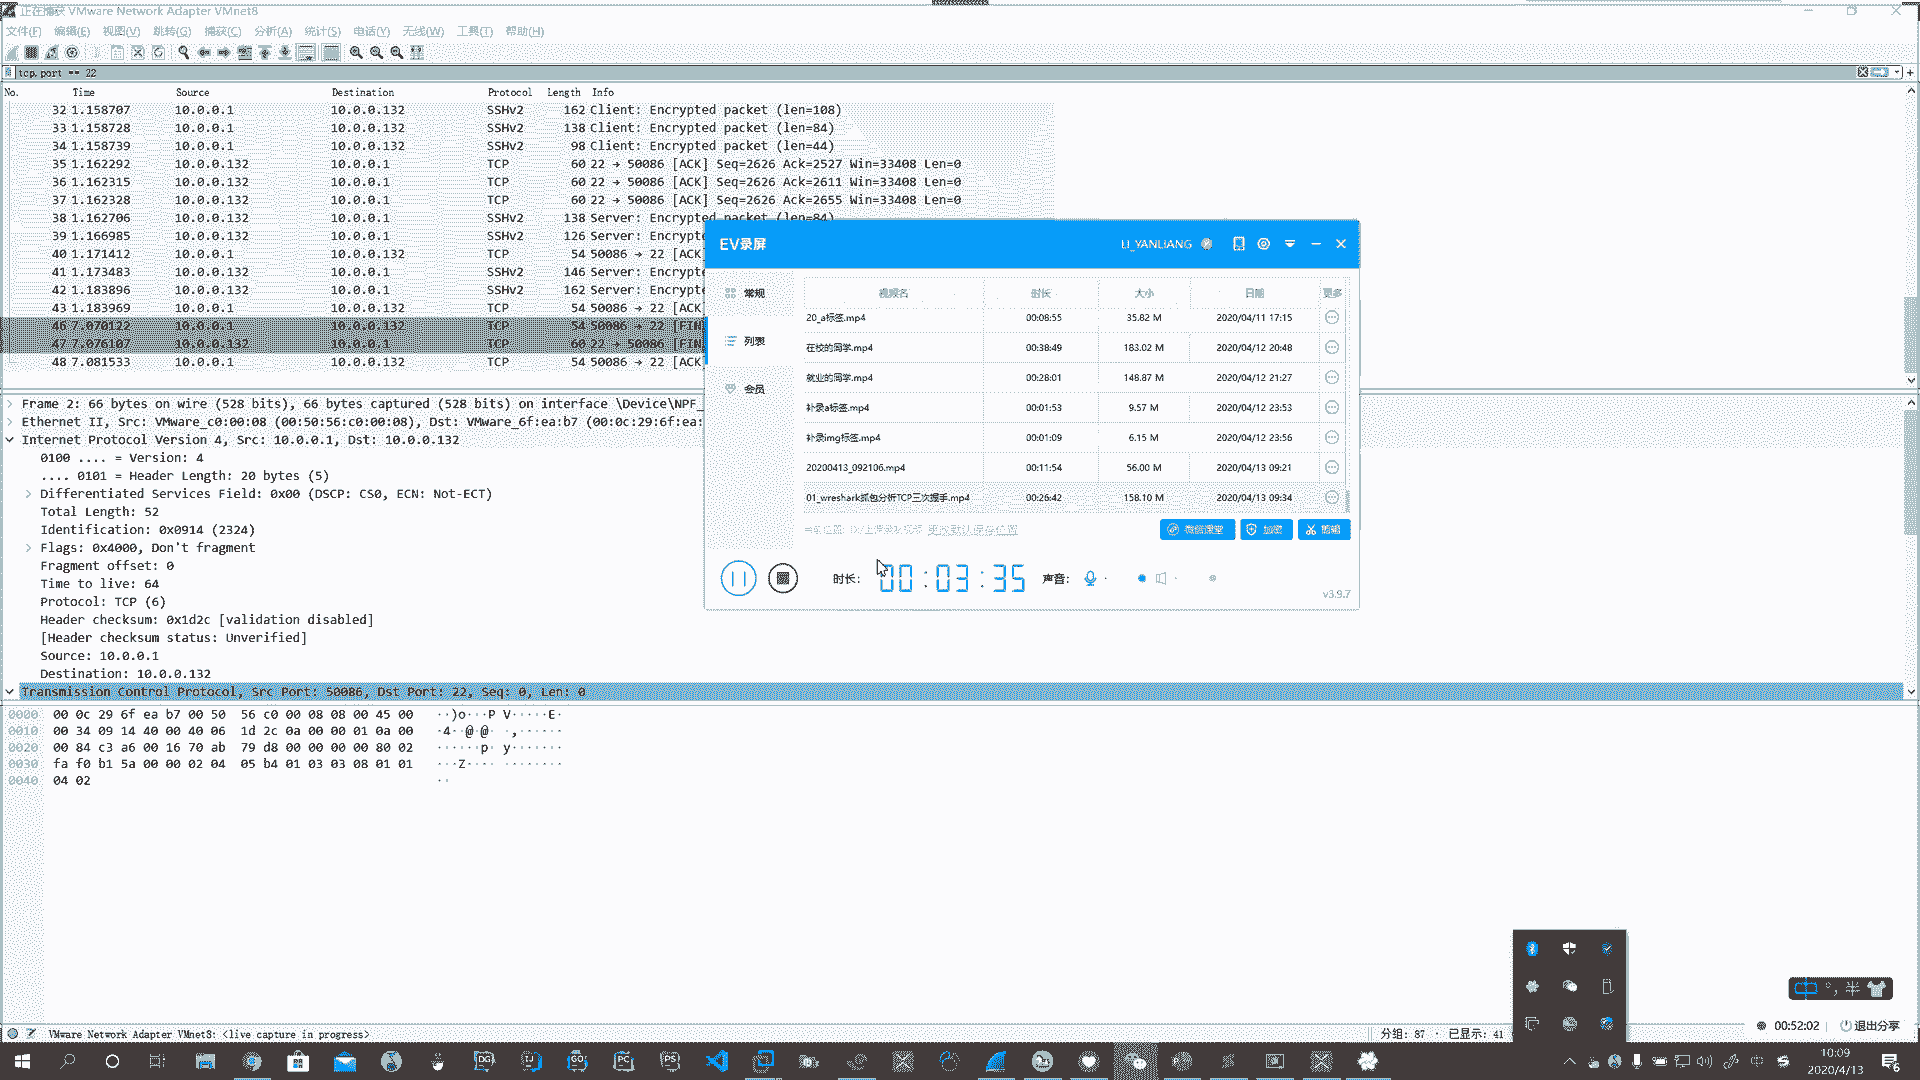 正在捕获 VMware Network Adapter VMnet8
文件(F) 编辑(E) 视图(V) 跳转(G) 捕获(C) 分析(A) 统计(S) 电话(Y) 无线(W) 工具(T) 帮助(H)
tcp.port == 22
No. Time Source Destination Protocol Length Info
32 1.158707 10.0.0.1 10.0.0.132 SSHv2 162 Client: Encrypted packet (len=108)
33 1.158728 10.0.0.1 10.0.0.132 SSHv2 138 Client: Encrypted packet (len=84)
34 1.158739 10.0.0.1 10.0.0.132 SSHv2 98 Client: Encrypted packet (len=44)
35 1.162292 10.0.0.132 10.0.0.1 TCP 60 22 → 50086 [ACK] Seq=2626 Ack=2527 Win=33408 Len=0
36 1.162315 10.0.0.132 10.0.0.1 TCP 60 22 → 50086 [ACK] Seq=2626 Ack=2611 Win=33408 Len=0
37 1.162328 10.0.0.132 10.0.0.1 TCP 60 22 → 50086 [ACK] Seq=2626 Ack=2655 Win=33408 Len=0
38 1.162706 10.0.0.132 10.0.0.1 SSHv2 138 Server: Encrypted packet (len=84)
39 1.166985 10.0.0.132 10.0.0.1 SSHv2 126 Server: Encrypt
40 1.171412 10.0.0.1 10.0.0.132 TCP 54 50086 → 22 [ACK]
41 1.173483 10.0.0.132 10.0.0.1 SSHv2 146 Server: Encrypt
42 1.183896 10.0.0.132 10.0.0.1 SSHv2 162 Server: Encrypt
43 1.183969 10.0.0.1 10.0.0.132 TCP 54 50086 → 22 [ACK]
46 7.070122 10.0.0.1 10.0.0.132 TCP 54 50086 → 22 [FIN
47 7.076107 10.0.0.132 10.0.0.1 TCP 60 22 → 50086 [FIN
48 7.081533 10.0.0.1 10.0.0.132 TCP 54 50086 → 22 [ACK]
EV录屏 LI_YANLIANG
常规
列表
会员
视频名 时长 大小 日期 更多
20_a标签.mp4 00:08:55 35.82 M 2020/04/11 17:15
在校的同学.mp4 00:38:49 183.02 M 2020/04/12 20:48
就业的同学.mp4 00:28:01 148.87 M 2020/04/12 21:27
补录a标签.mp4 00:01:53 9.57 M 2020/04/12 23:53
补录img标签.mp4 00:01:09 6.15 M 2020/04/12 23:56
20200413_092106.mp4 00:11:54 56.00 M 2020/04/13 09:21
01_wreshark抓包分析TCP三次握手.mp4 00:26:42 158.10 M 2020/04/13 09:34
更改默认保存位置
加密 剪辑
时长: 00:03:35 声音:
v3.9.7
Frame 2: 66 bytes on wire (528 bits), 66 bytes captured (528 bits) on interface \Device\NPF_
Ethernet II, Src: VMware_c0:00:08 (00:50:56:c0:00:08), Dst: VMware_6f:ea:b7 (00:0c:29:6f:ea:
Internet Protocol Version 4, Src: 10.0.0.1, Dst: 10.0.0.132
0100 .... = Version: 4
.... 0101 = Header Length: 20 bytes (5)
Differentiated Services Field: 0x00 (DSCP: CS0, ECN: Not-ECT)
Total Length: 52
Identification: 0x0914 (2324)
Flags: 0x4000, Don't fragment
Fragment offset: 0
Time to live: 64
Protocol: TCP (6)
Header checksum: 0x1d2c [validation disabled]
[Header checksum status: Unverified]
Source: 10.0.0.1
Destination: 10.0.0.132
Transmission Control Protocol, Src Port: 50086, Dst Port: 22, Seq: 0, Len: 0
0000 00 0c 29 6f ea b7 00 50 56 c0 00 08 08 00 45 00 ··)o···P V·····E·
0010 00 34 09 14 40 00 40 06 1d 2c 0a 00 00 01 0a 00 ·4··@·@· ·,······
0020 00 84 c3 a6 00 16 70 ab 79 d8 00 00 00 00 80 02 ······p· y·······
0030 fa f0 b1 5a 00 00 02 04 05 b4 01 03 03 08 01 01 ···Z···· ········
0040 04 02 ··
VMware Network Adapter VMnet8: <live capture in progress> 分组: 87 · 已显示: 41
半
00:52:02 退出分享
10:09
2020/4/13